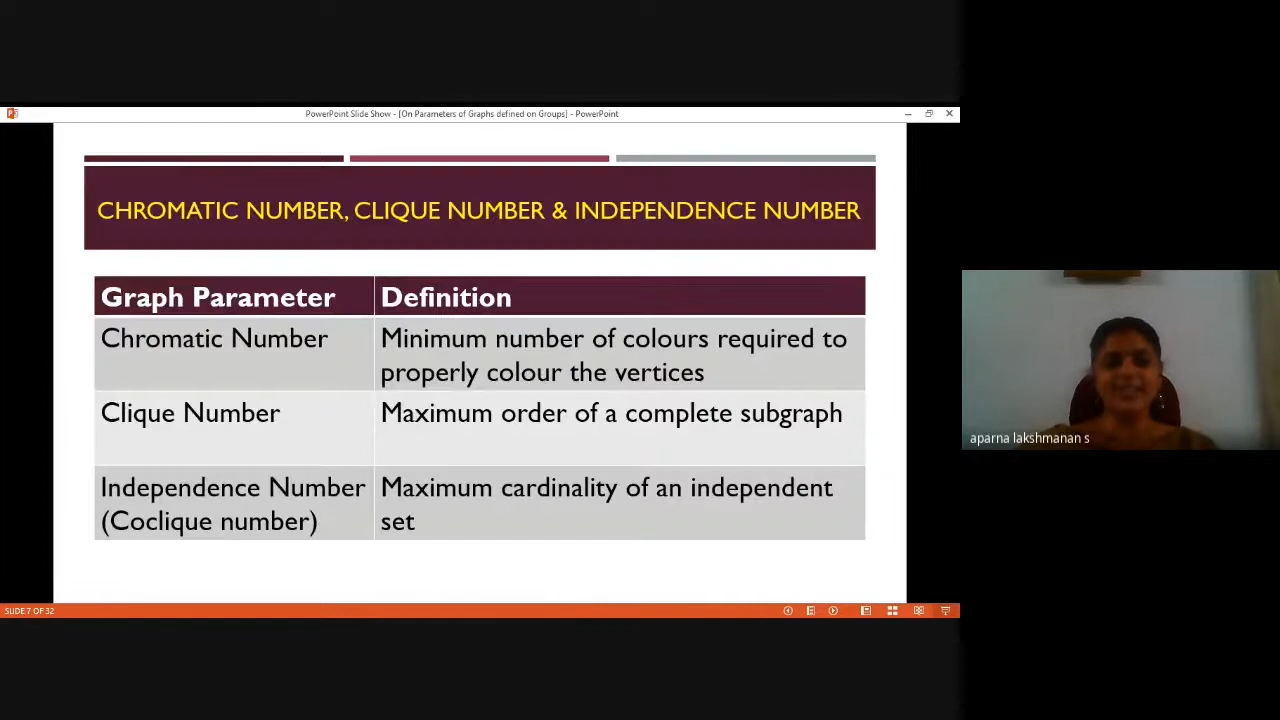 PowerPoint Slide Show - [On Parameters of Graphs defined on Groups] - PowerPoint
CHROMATIC NUMBER, CLIQUE NUMBER & INDEPENDENCE NUMBER
Graph Parameter
Definition
Chromatic Number
Minimum number of colours required to
properly colour the vertices
Clique Number
Maximum order of a complete subgraph
Independence Number
(Coclique number)
Maximum cardinality of an independent
set
aparna lakshmanan s
SLIDE 7 OF 32